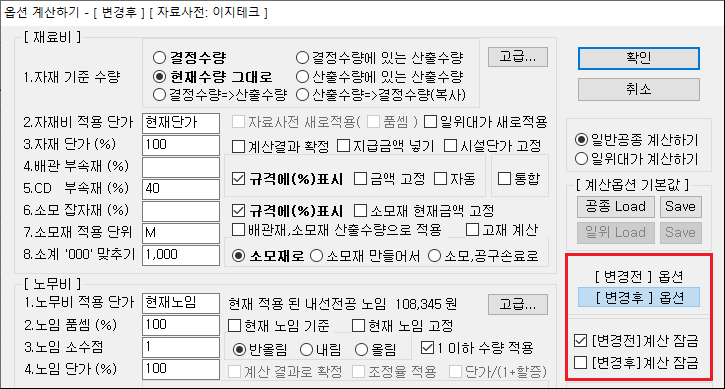 옵션 계산하기 - [ 변경후 ] [ 자료사전: 이지테크 ]
[ 재료비 ]
1.자재 기준 수량
결정수량 결정수량에 있는 산출수량
현재수량 그대로 산출수량에 있는 산출수량
결정수량=>산출수량 산출수량=>결정수량(복사)
고급...
2.자재비 적용 단가 현재단가 자료사전 새로적용( 품셈 ) 일위대가 새로적용
3.자재 단가 (%) 100 계산결과 확정 지급금액 넣기 시설단가 고정
4.배관 부속재 (%)
5.CD 부속재 (%) 40 규격에(%)표시 금액 고정 자동 통합
6.소모 잡자재 (%) 규격에(%)표시 소모재 현재금액 고정
7.소모재 적용 단위 M 배관재,소모재 산출수량으로 적용 고재 계산
8.소계 '000' 맞추기 1,000 소모재로 소모재 만들어서 소모,공구손료로
[ 노무비 ]
1.노무비 적용 단가 현재노임 현재 적용 된 내선전공 노임 108,345 원 고급...
2.노임 품셈 (%) 100 현재 노임 기준 현재 노임 고정
3.노임 소수점 1 반올림 내림 올림 1 이하 수량 적용
4.노임 단가 (%) 100 계산 결과로 확정 조정율 적용 단가/(1+할증)
확인
취소
일반공종 계산하기
일위대가 계산하기
[ 계산옵션 기본값 ]
공종 Load Save
일위 Load Save
[ 변경전 ] 옵션
[ 변경후 ] 옵션
[변경전]계산 잠금
[변경후]계산 잠금